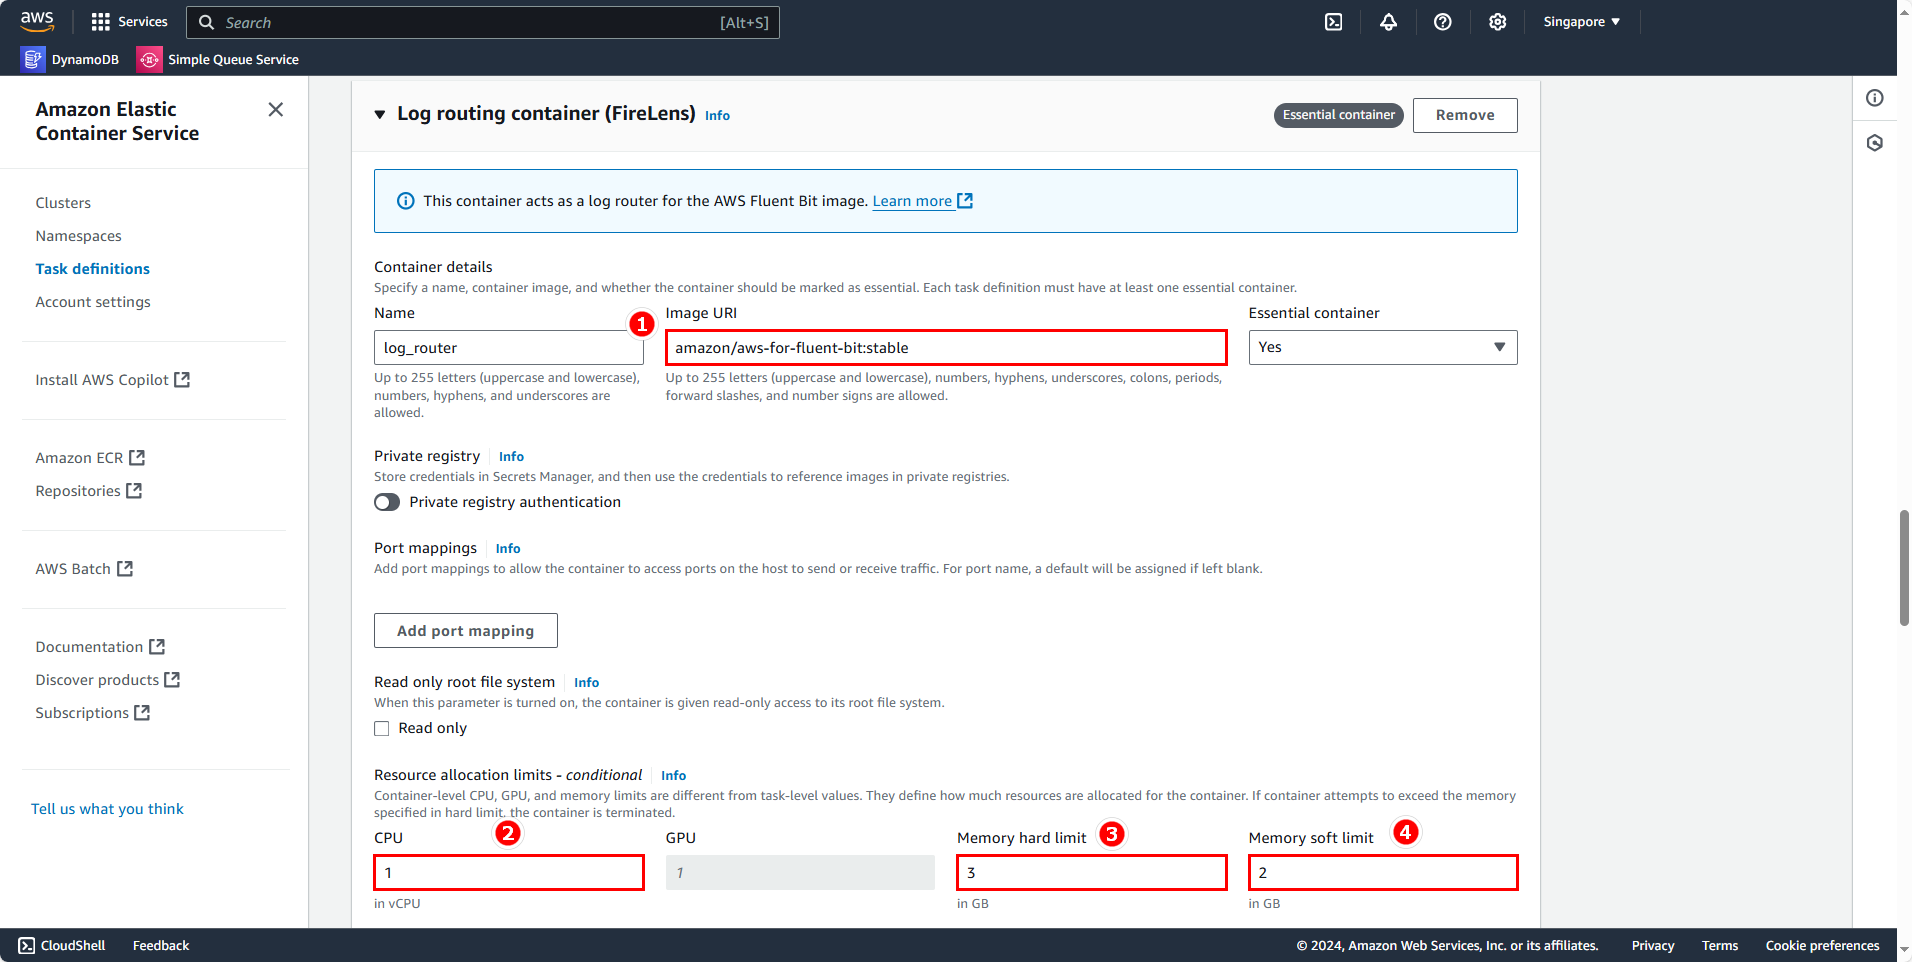 aws
Services
Search
[Alt+S]
Singapore
DynamoDB
Simple Queue Service
Amazon Elastic
Container Service
Clusters
Namespaces
Task definitions
Account settings
Install AWS Copilot
Amazon ECR
Repositories
AWS Batch
Documentation
Discover products
Subscriptions
Tell us what you think
Log routing container (FireLens) Info
Essential container
Remove
This container acts as a log router for the AWS Fluent Bit image. Learn more
Container details
Specify a name, container image, and whether the container should be marked as essential. Each task definition must have at least one essential container.
Name
log_router
Up to 255 letters (uppercase and lowercase),
numbers, hyphens, and underscores are
allowed.
1
Image URI
amazon/aws-for-fluent-bit:stable
Up to 255 letters (uppercase and lowercase), numbers, hyphens, underscores, colons, periods,
forward slashes, and number signs are allowed.
Essential container
Yes
Private registry Info
Store credentials in Secrets Manager, and then use the credentials to reference images in private registries.
Private registry authentication
Port mappings Info
Add port mappings to allow the container to access ports on the host to send or receive traffic. For port name, a default will be assigned if left blank.
Add port mapping
Read only root file system Info
When this parameter is turned on, the container is given read-only access to its root file system.
Read only
Resource allocation limits - conditional Info
Container-level CPU, GPU, and memory limits are different from task-level values. They define how much resources are allocated for the container. If container attempts to exceed the memory
specified in hard limit, the container is terminated.
CPU
2
1
in vCPU
GPU
1
Memory hard limit
3
3
in GB
Memory soft limit
4
2
in GB
CloudShell
Feedback
© 2024, Amazon Web Services, Inc. or its affiliates.
Privacy
Terms
Cookie preferences